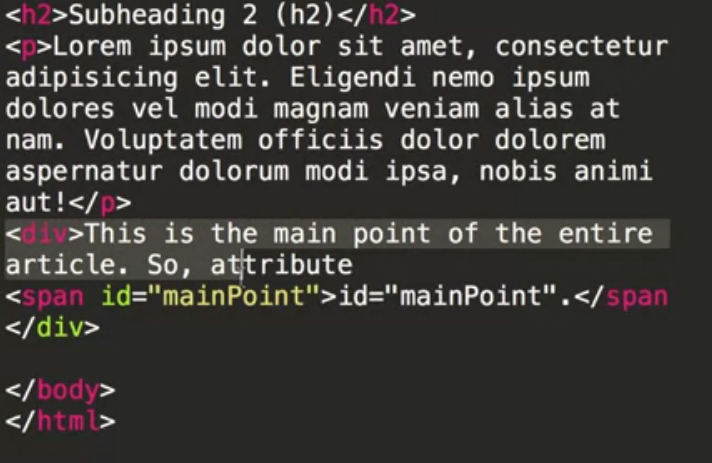 <h2>Subheading 2 (h2)</h2>
<p>Lorem ipsum dolor sit amet, consectetur
adipisicing elit. Eligendi nemo ipsum
dolores vel modi magnam veniam alias at
nam. Voluptatem officiis dolor dolorem
aspernatur dolorum modi ipsa, nobis animi
aut!</p>
<div>This is the main point of the entire
article. So, attribute
<span id="mainPoint">id="mainPoint".</span
</div>
</body>
</html>